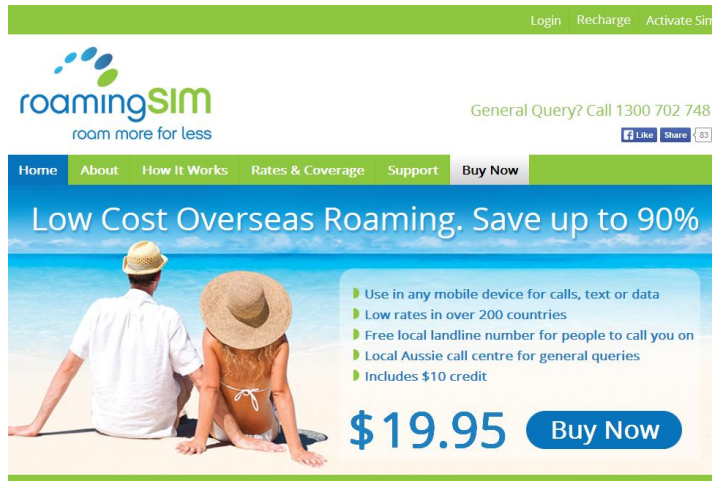 Login Recharge Activate Sim
roamingSIM
roam more for less
General Query? Call 1300 702 748
Like Share 83
Home About How It Works Rates & Coverage Support Buy Now
Low Cost Overseas Roaming. Save up to 90%
Use in any mobile device for calls, text or data
Low rates in over 200 countries
Free local landline number for people to call you on
Local Aussie call centre for general queries
Includes $10 credit
$19.95 Buy Now